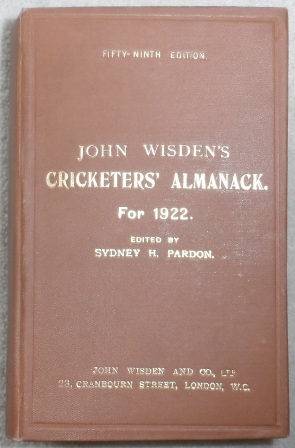 FIFTY-NINTH EDITION.
JOHN WISDEN'S
CRICKETERS' ALMANACK.
For 1922.
EDITED BY
SYDNEY H. PARDON.
JOHN WISDEN AND CO., LTD
23, CRANBOURN STREET, LONDON, W.C.